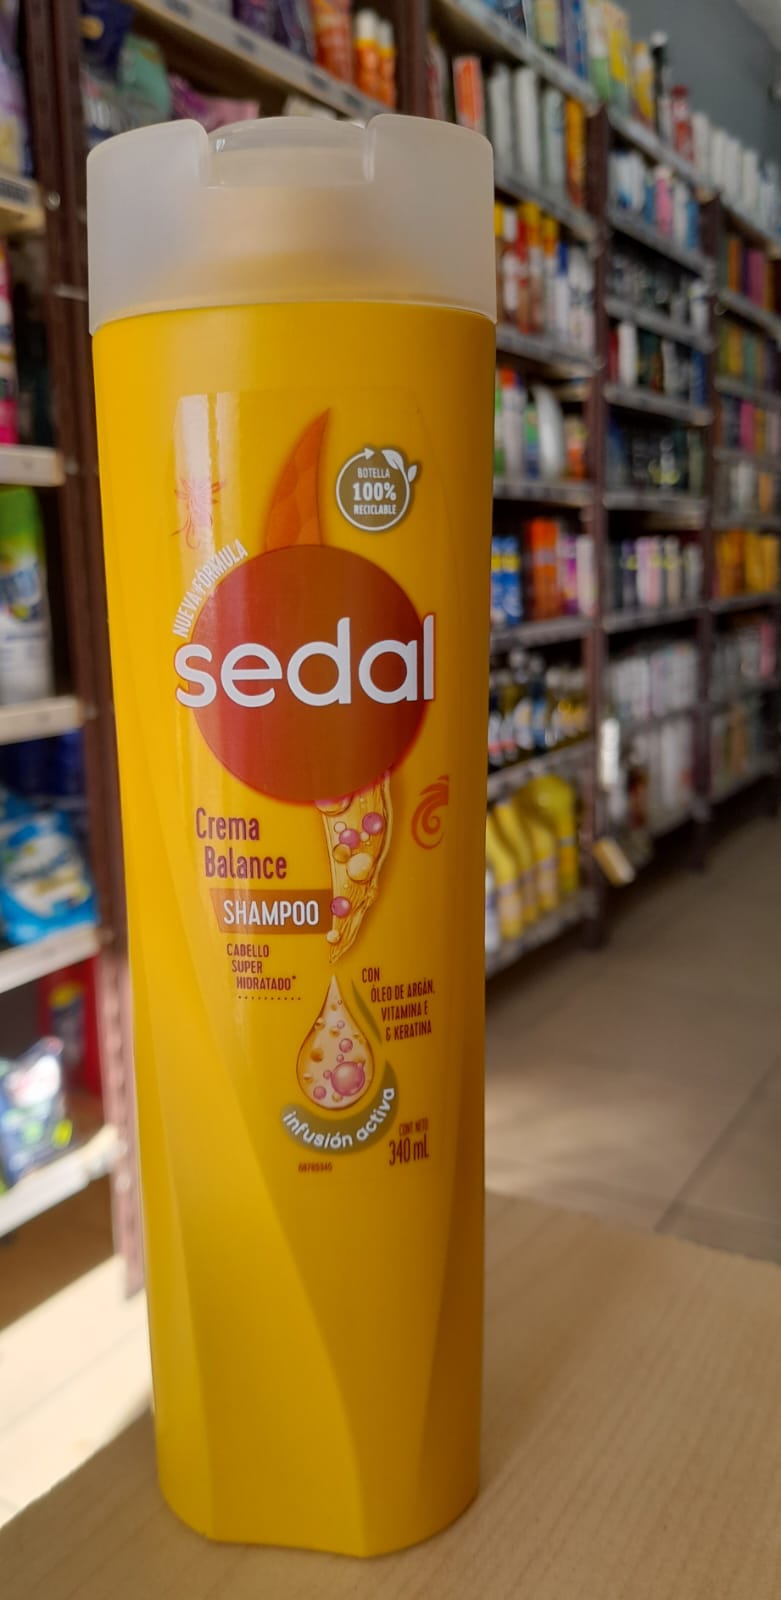 BOTELLA
100%
RECICLABLE
NUEVA FÓRMULA
sedal
Crema
Balance
SHAMPOO
CABELLO
SUPER
HIDRATADO*
CON
ÓLEO DE ARGÁN,
VITAMINA E
& KERATINA
infusión activa
CONT. NETO
340 mL
68765345